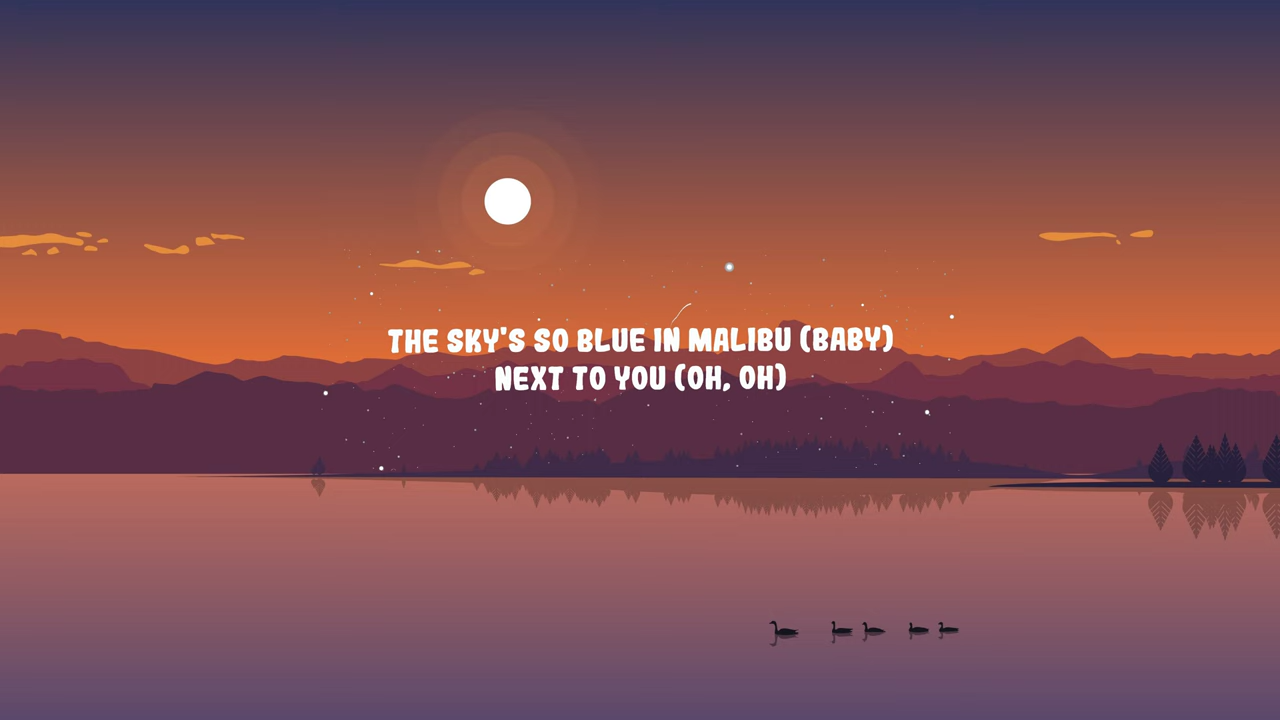 THE SKY'S SO BLUE IN MALIBU (BABY)
NEXT TO YOU (OH, OH)